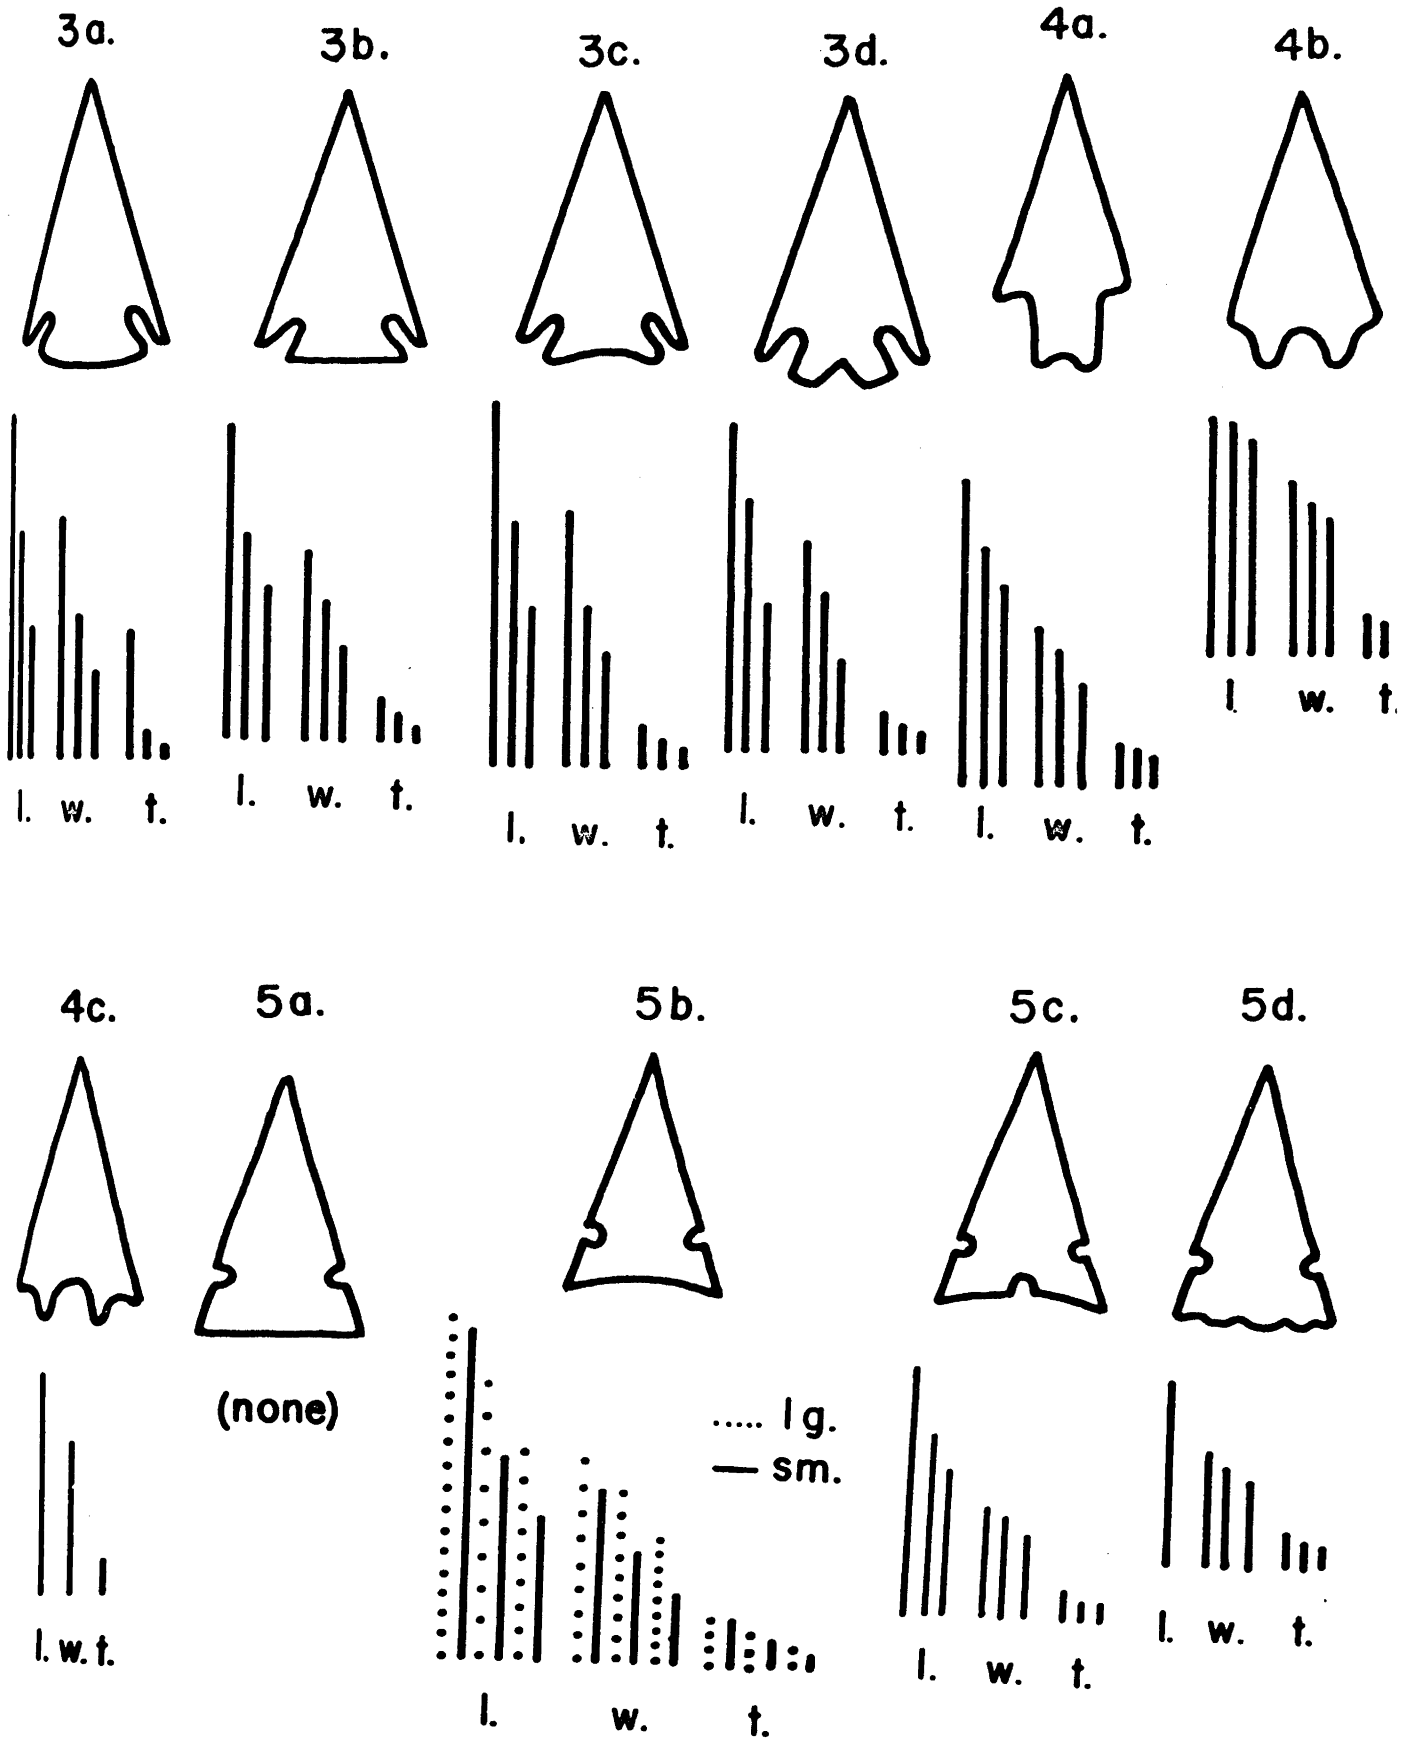 3a. 3b. 3c. 3d. 4a. 4b.
l. w. t.
l. w. t.
l. w. t.
l. w. t.
l. w. t.
l. w. t.
4c. 5a. 5b. 5c. 5d.
(none)
..... lg.
— sm.
l. w. t.
l. w. t.
l. w. t.
l. w. t.